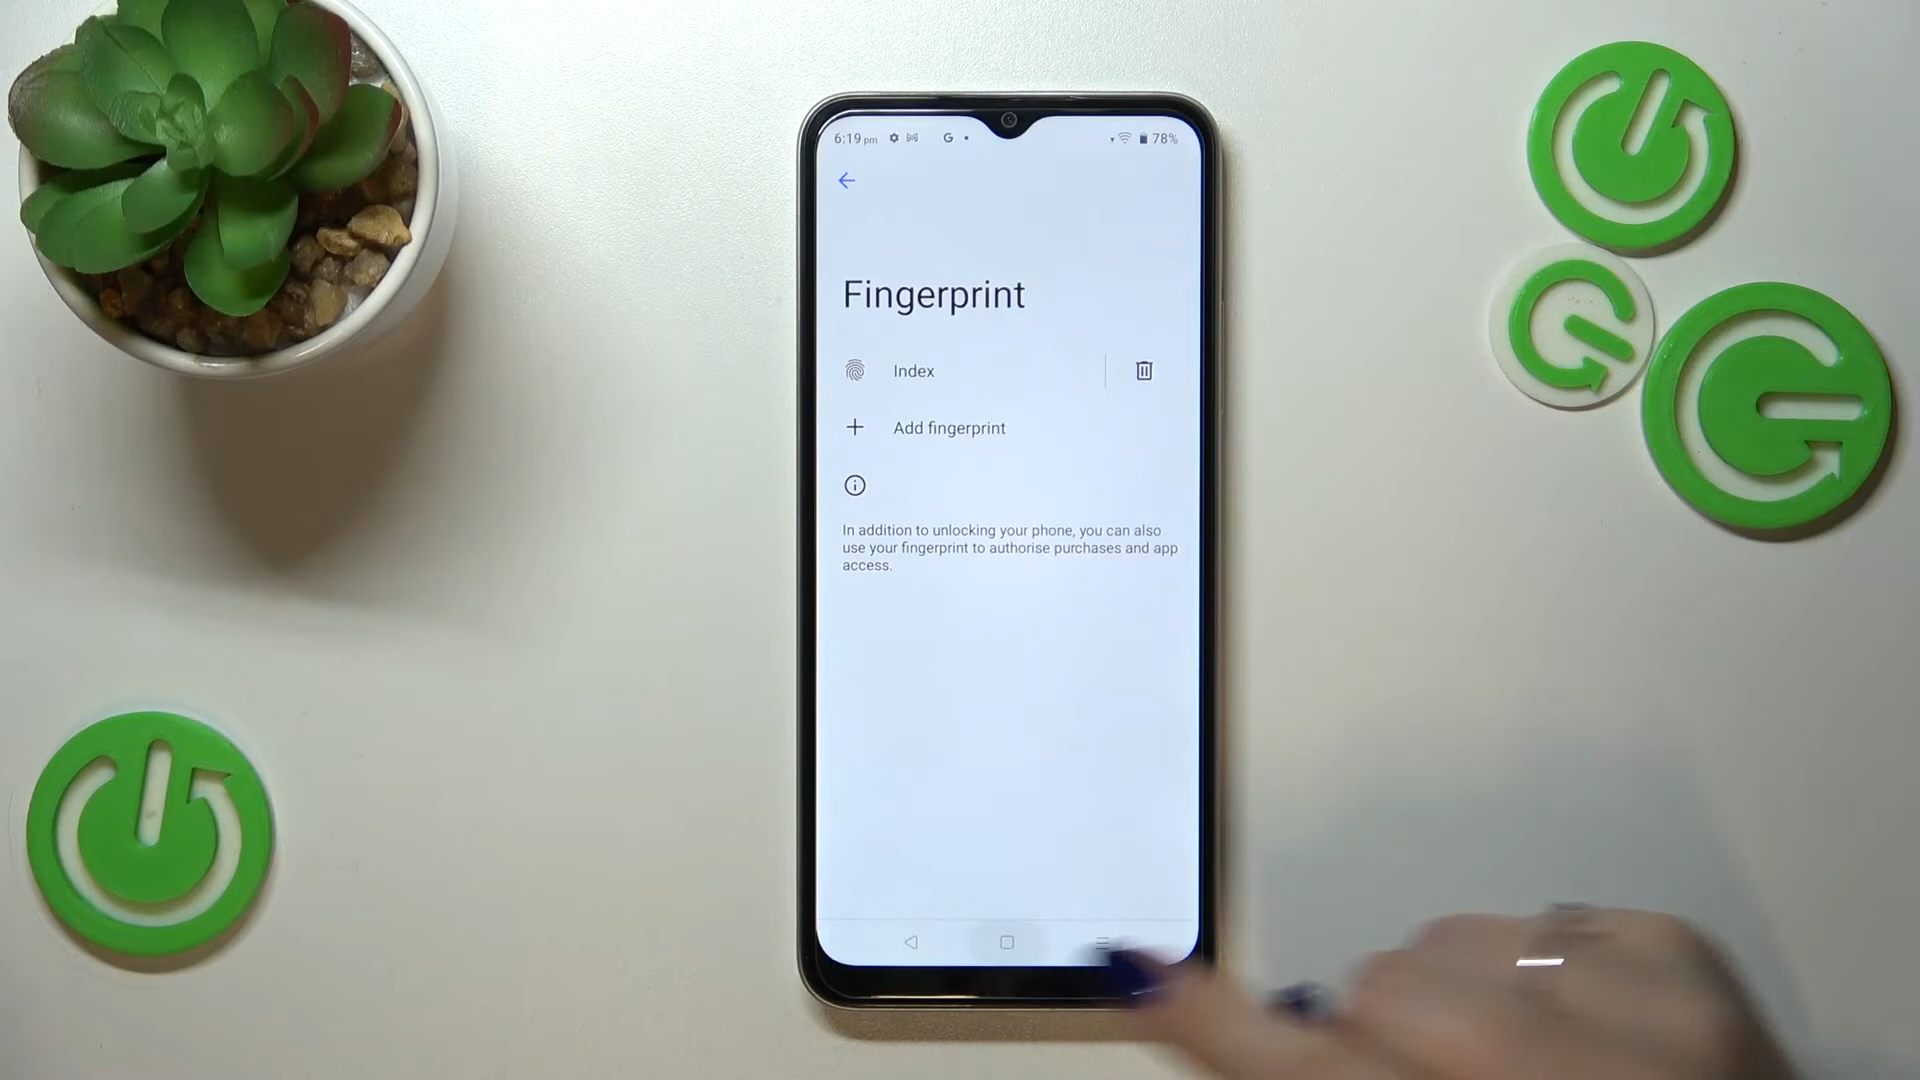 6:19 pm
G
78%
Fingerprint
Index
Add fingerprint
In addition to unlocking your phone, you can also
use your fingerprint to authorise purchases and app
access.